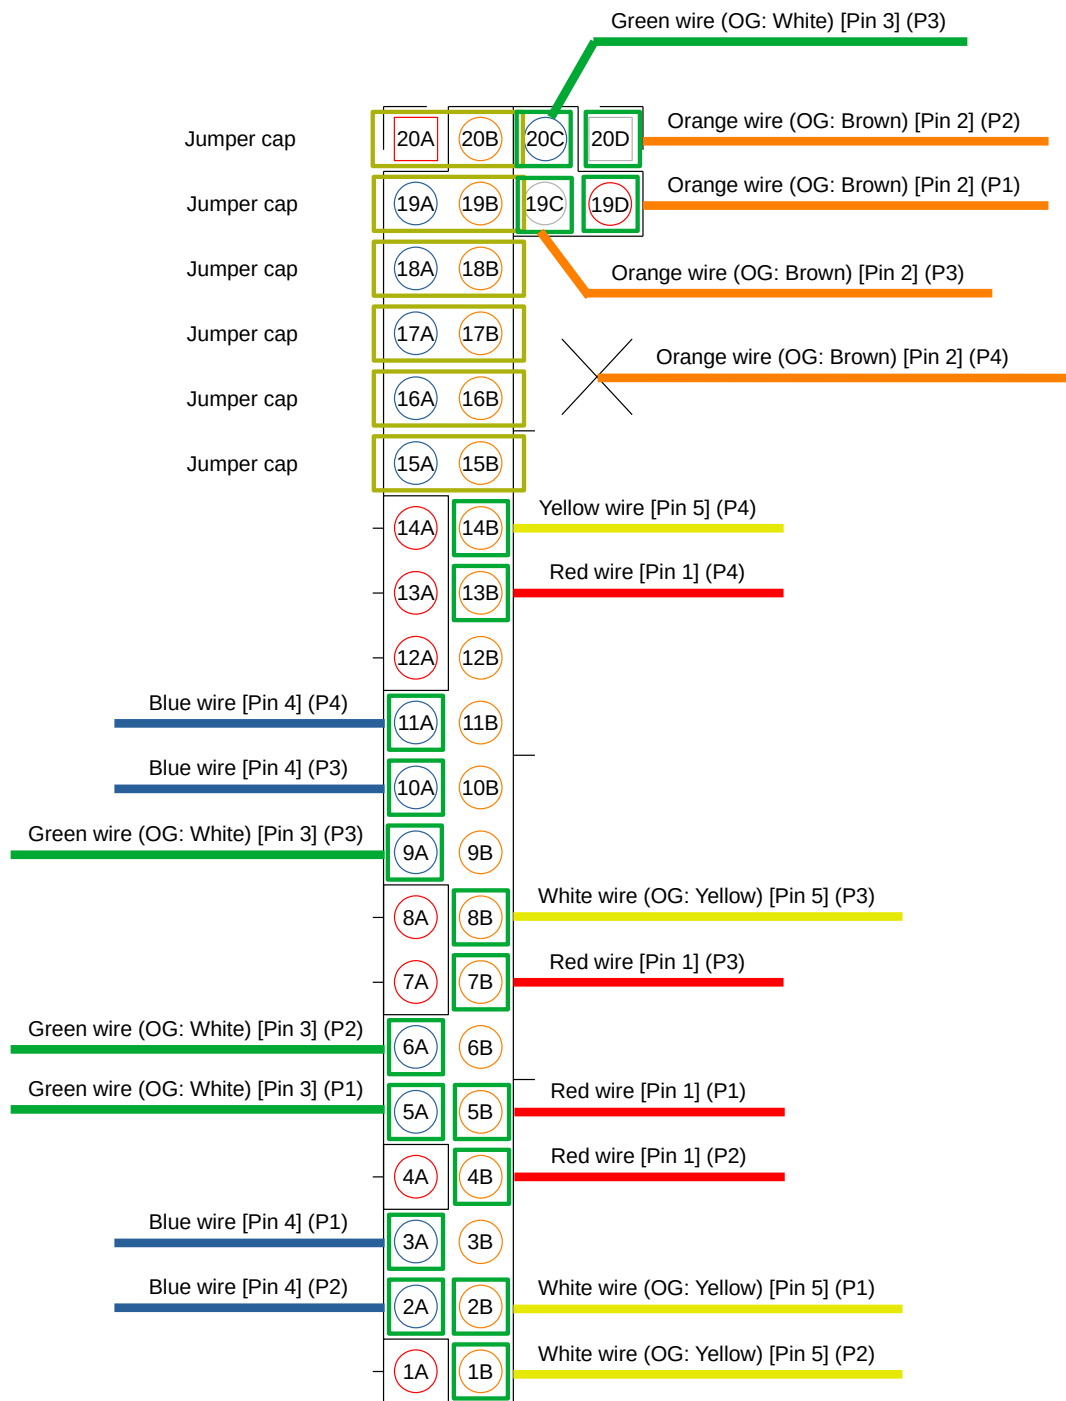 Green wire (OG: White) [Pin 3] (P3)
Jumper cap 20A 20B 20C 20D Orange wire (OG: Brown) [Pin 2] (P2)
Jumper cap 19A 19B 19C 19D Orange wire (OG: Brown) [Pin 2] (P1)
Jumper cap 18A 18B Orange wire (OG: Brown) [Pin 2] (P3)
Jumper cap 17A 17B
Orange wire (OG: Brown) [Pin 2] (P4)
Jumper cap 16A 16B
Jumper cap 15A 15B
14A 14B Yellow wire [Pin 5] (P4)
13A 13B Red wire [Pin 1] (P4)
12A 12B
Blue wire [Pin 4] (P4) 11A 11B
Blue wire [Pin 4] (P3) 10A 10B
Green wire (OG: White) [Pin 3] (P3) 9A 9B
8A 8B White wire (OG: Yellow) [Pin 5] (P3)
7A 7B Red wire [Pin 1] (P3)
Green wire (OG: White) [Pin 3] (P2) 6A 6B
Green wire (OG: White) [Pin 3] (P1) 5A 5B Red wire [Pin 1] (P1)
4A 4B Red wire [Pin 1] (P2)
Blue wire [Pin 4] (P1) 3A 3B
Blue wire [Pin 4] (P2) 2A 2B White wire (OG: Yellow) [Pin 5] (P1)
1A 1B White wire (OG: Yellow) [Pin 5] (P2)